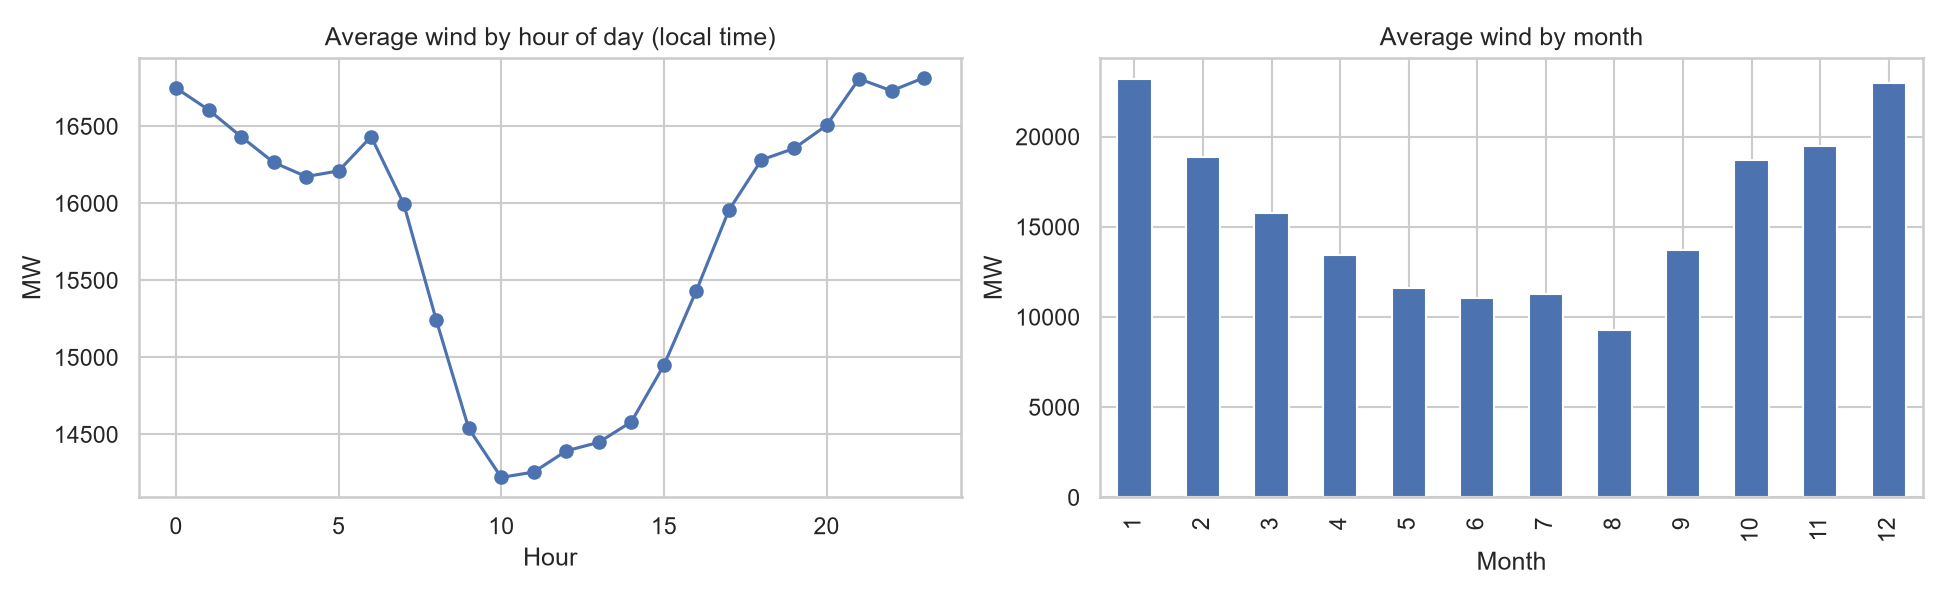 Average wind by hour of day (local time)
MW
16500
16000
15500
15000
14500
0 5 10 15 20
Hour
Average wind by month
MW
20000
15000
10000
5000
0
1 2 3 4 5 6 7 8 9 10 11 12
Month